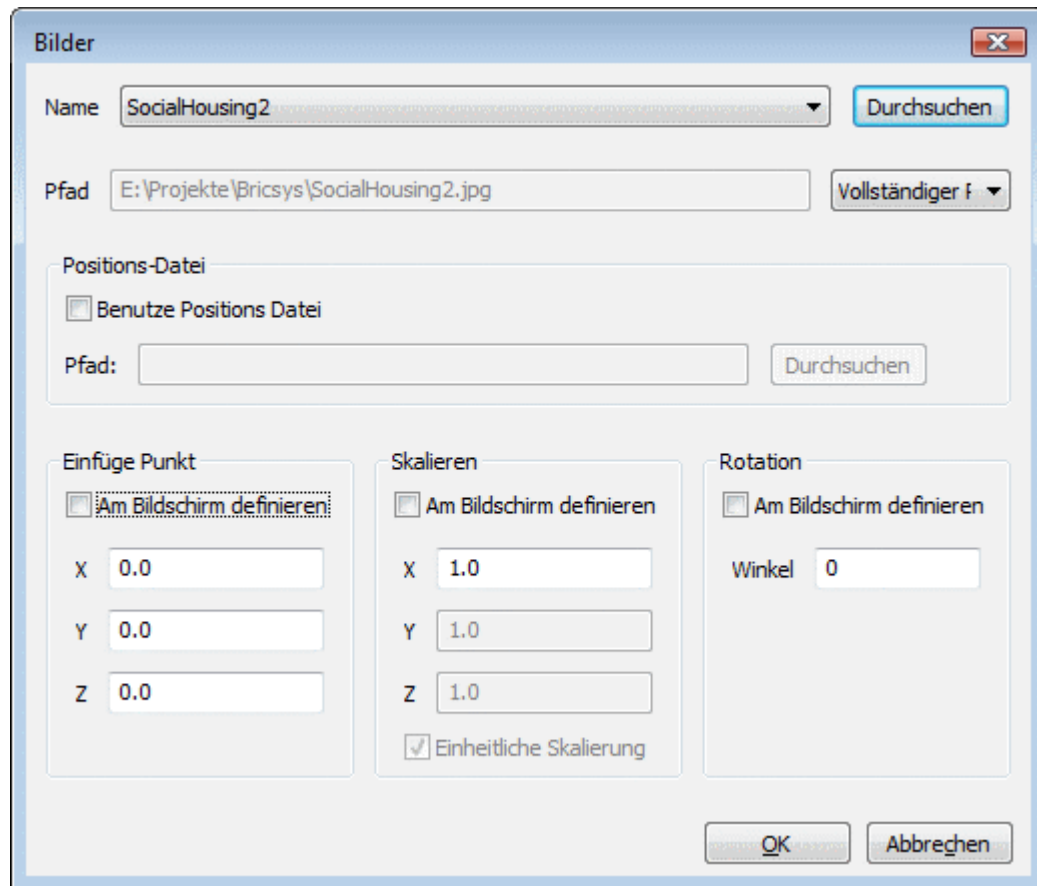 Bilder
Name SocialHousing2 Durchsuchen
Pfad E:\Projekte\Bricsys\SocialHousing2.jpg Vollständiger
Positions-Datei
Benutze Positions Datei
Pfad: Durchsuchen
Einfüge Punkt Skalieren Rotation
Am Bildschirm definieren Am Bildschirm definieren Am Bildschirm definieren
X 0.0 X 1.0 Winkel 0
Y 0.0 Y 1.0
Z 0.0 Z 1.0
Einheitliche Skalierung
OK Abbrechen